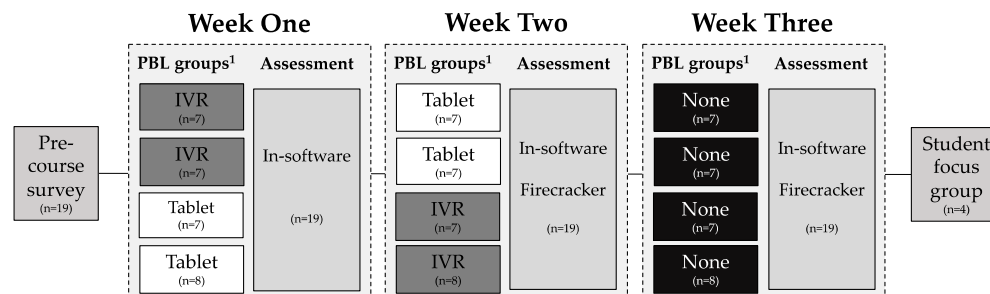 Week One
Week Two
Week Three
Pre-
course
survey
(n=19)
PBL groups¹
Assessment
IVR
(n=7)
IVR
(n=7)
Tablet
(n=7)
Tablet
(n=8)
In-software
(n=19)
PBL groups¹
Assessment
Tablet
(n=7)
Tablet
(n=7)
IVR
(n=7)
IVR
(n=8)
In-software
Firecracker
(n=19)
PBL groups¹
Assessment
None
(n=7)
None
(n=7)
None
(n=7)
None
(n=8)
In-software
Firecracker
(n=19)
Student
focus
group
(n=4)